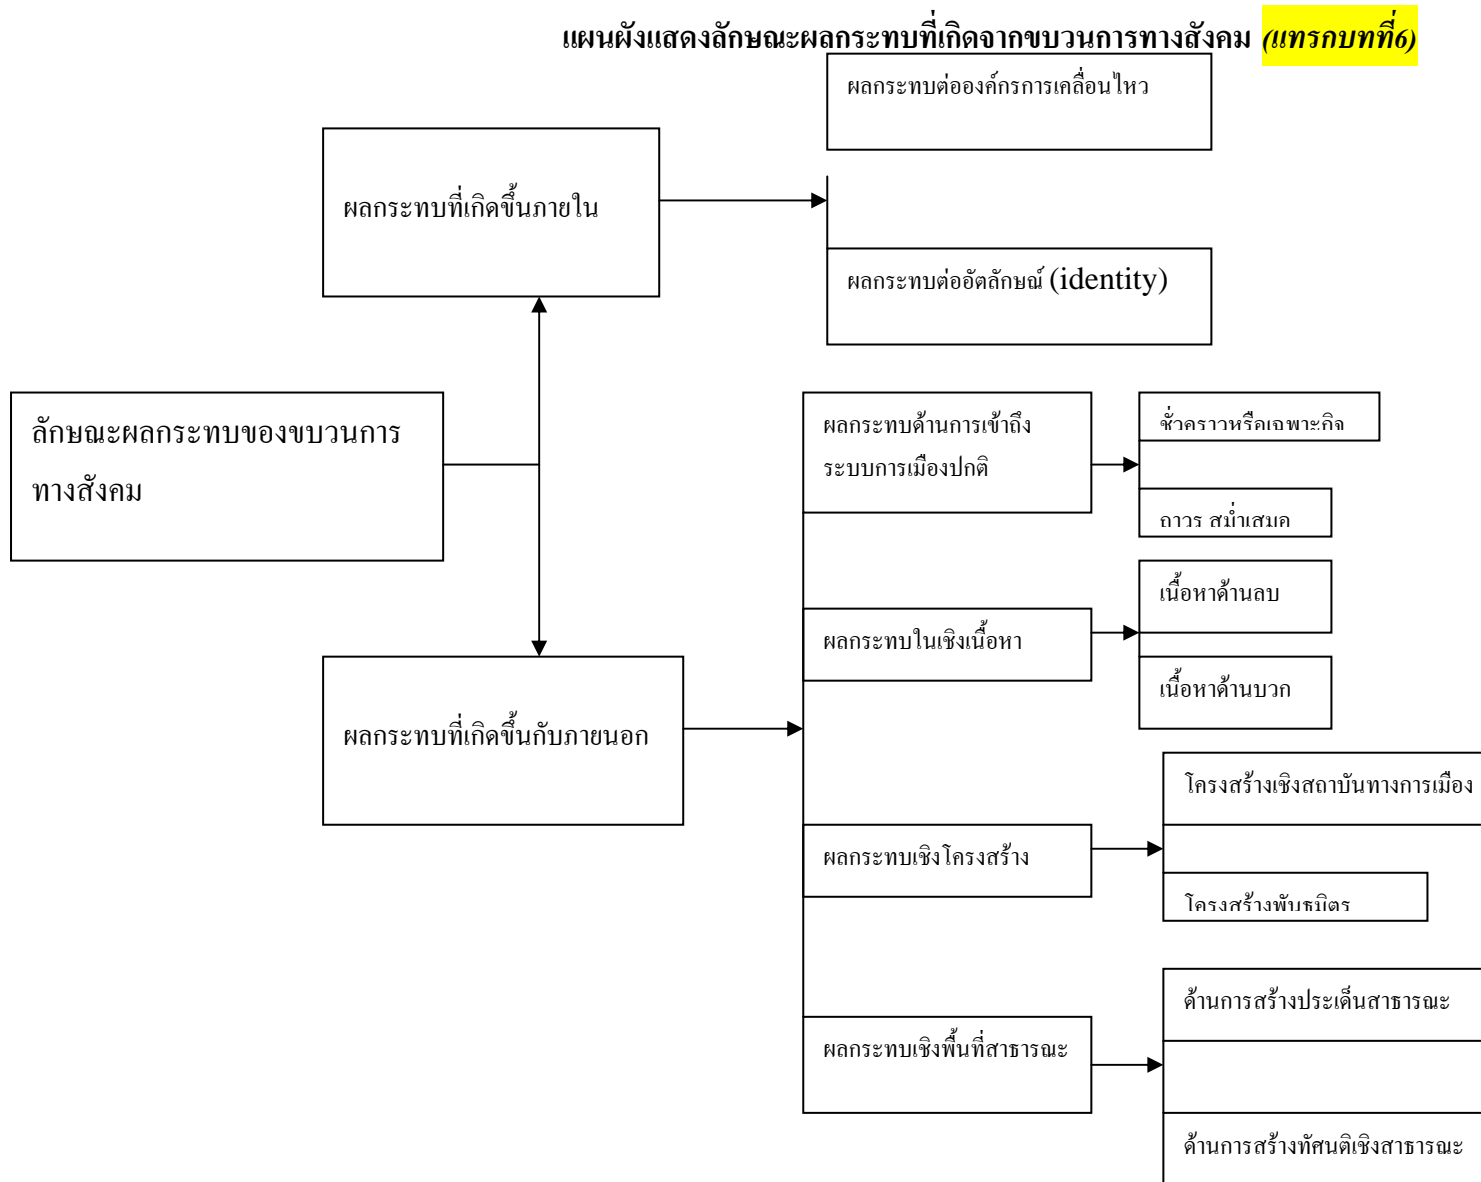 แผนผังแสดงลักษณะผลกระทบที่เกิดจากขบวนการทางสังคม (แทรกบทที่6)
ผลกระทบต่อองค์กรการเคลื่อนไหว
ผลกระทบที่เกิดขึ้นภายใน
ผลกระทบต่ออัตลักษณ์ (identity)
ลักษณะผลกระทบของขบวนการ
ทางสังคม
ผลกระทบด้านการเข้าถึง
ระบบการเมืองปกติ
ชั่วคราวหรือเฉพาะกิจ
ถาวร สม่ำเสมอ
ผลกระทบในเชิงเนื้อหา
เนื้อหาด้านลบ
เนื้อหาด้านบวก
ผลกระทบที่เกิดขึ้นกับภายนอก
ผลกระทบเชิงโครงสร้าง
โครงสร้างเชิงสถาบันทางการเมือง
โครงสร้างพันธมิตร
ผลกระทบเชิงพื้นที่สาธารณะ
ด้านการสร้างประเด็นสาธารณะ
ด้านการสร้างทัศนติเชิงสาธารณะ